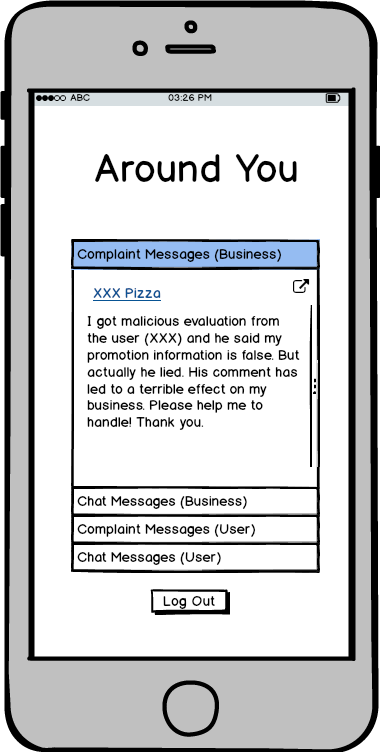 ABC 03:26 PM
Around You
Complaint Messages (Business)
XXX Pizza
I got malicious evaluation from
the user (XXX) and he said my
promotion information is false. But
actually he lied. His comment has
led to a terrible effect on my
business. Please help me to
handle! Thank you.
Chat Messages (Business)
Complaint Messages (User)
Chat Messages (User)
Log Out